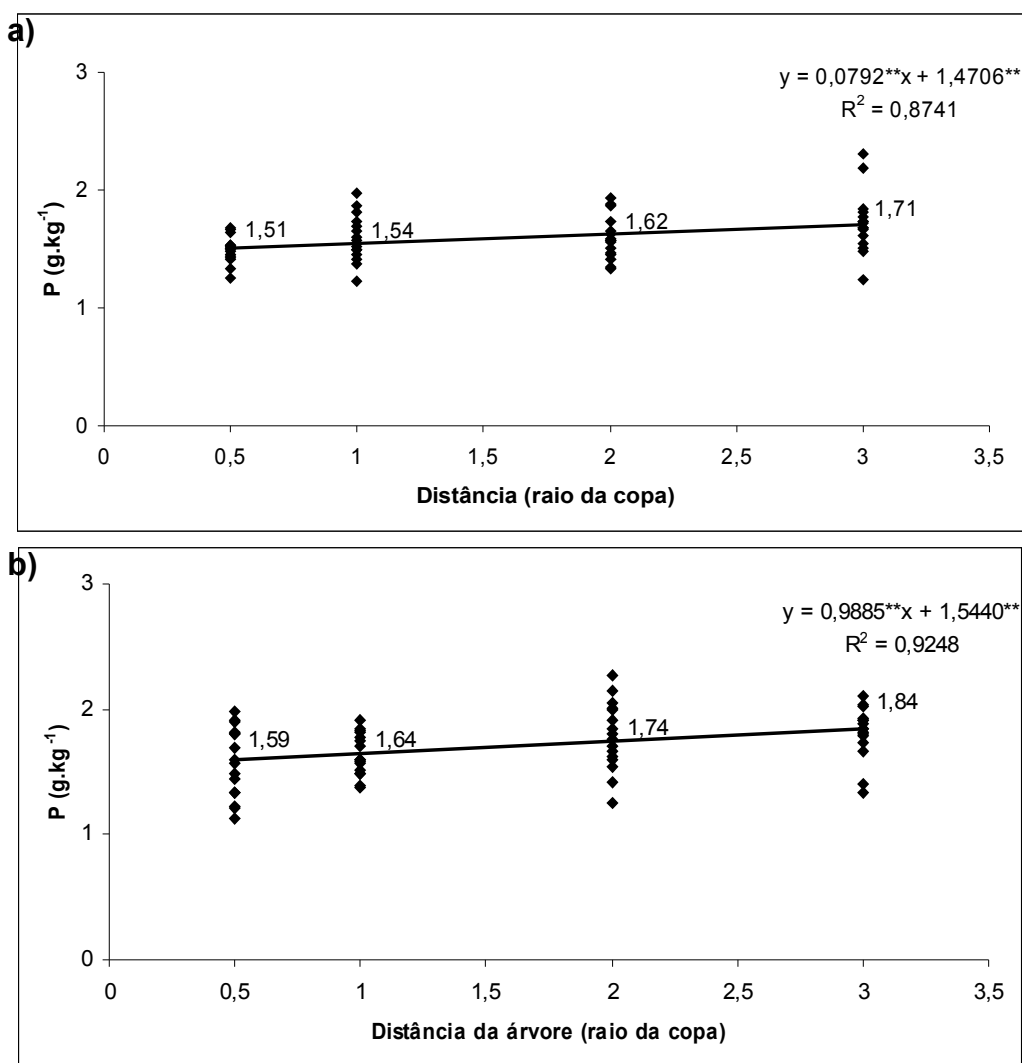 a)
y = 0,0792**x + 1,4706**
R² = 0,8741
3
2
1
0
P (g.kg⁻¹)
1,51
1,54
1,62
1,71
0 0,5 1 1,5 2 2,5 3 3,5
Distância (raio da copa)
b)
y = 0,9885**x + 1,5440**
R² = 0,9248
3
2
1
0
P (g.kg⁻¹)
1,59
1,64
1,74
1,84
0 0,5 1 1,5 2 2,5 3 3,5
Distância da árvore (raio da copa)